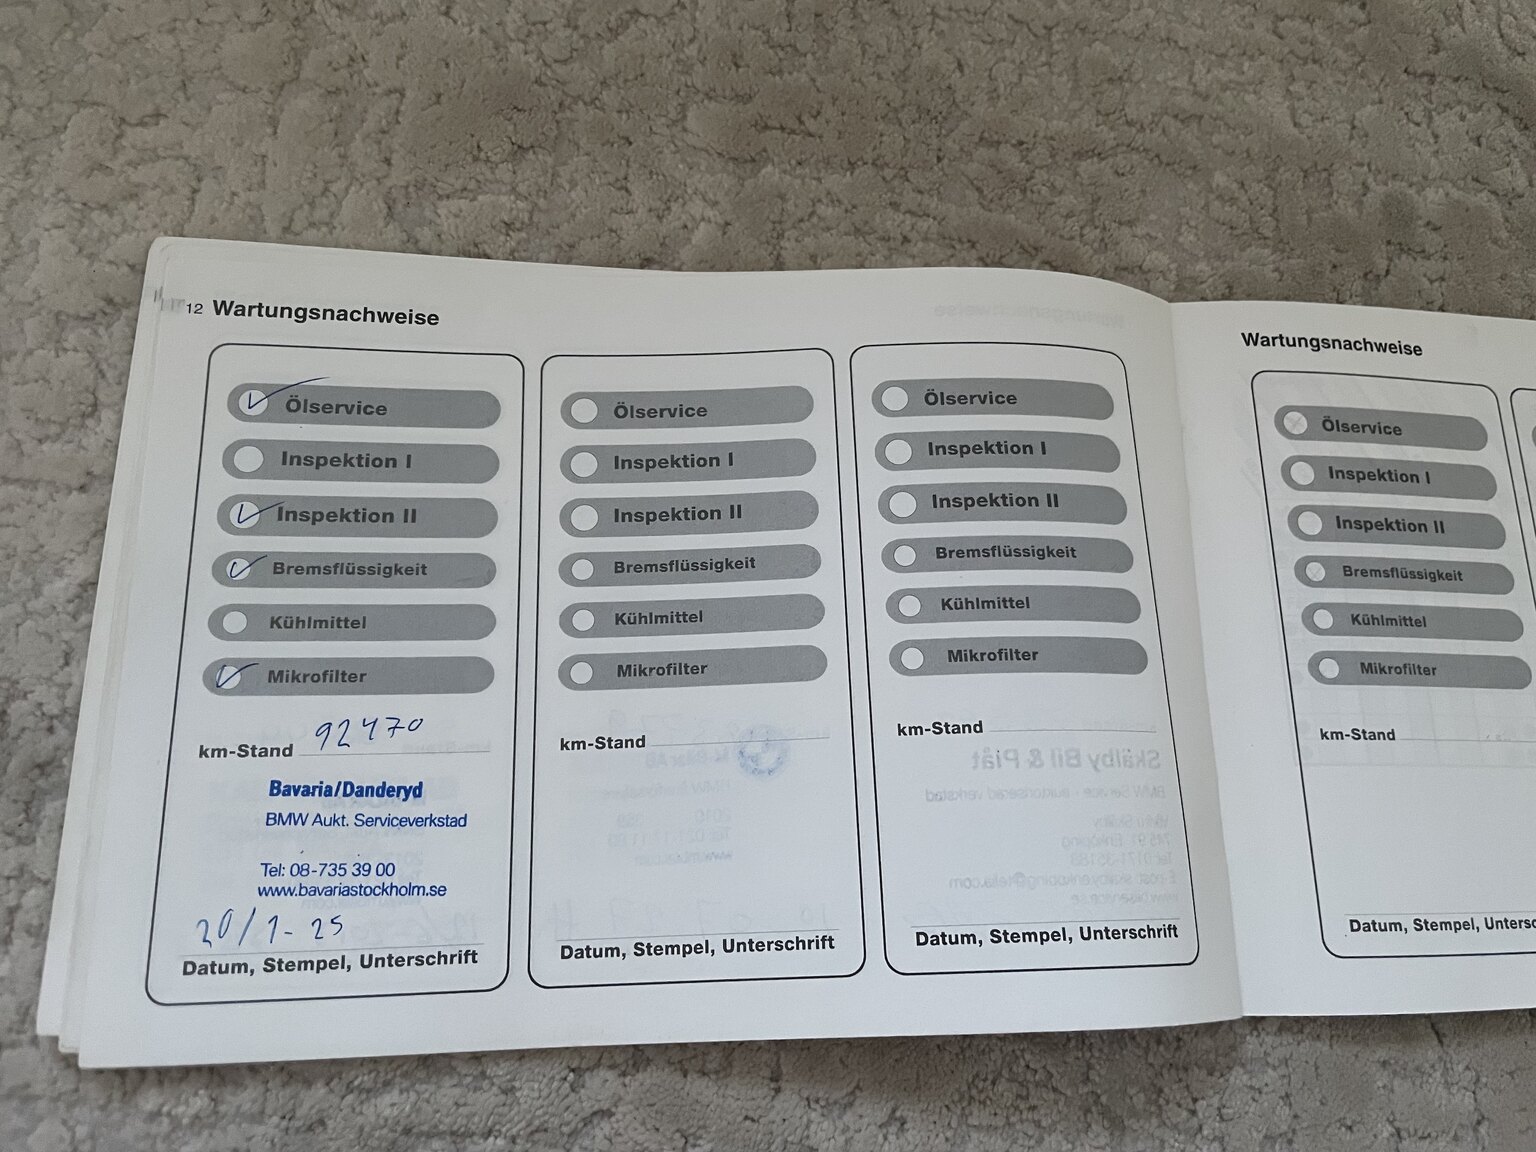 12 Wartungsnachweise
Ölservice
Inspektion I
Inspektion II
Bremsflüssigkeit
Kühlmittel
Mikrofilter
km-Stand 92470
Bavaria/Danderyd
BMW Aukt. Serviceverkstad
Tel: 08-735 39 00
www.bavariastockholm.se
20/1-25
Datum, Stempel, Unterschrift
Ölservice
Inspektion I
Inspektion II
Bremsflüssigkeit
Kühlmittel
Mikrofilter
km-Stand
Datum, Stempel, Unterschrift
Ölservice
Inspektion I
Inspektion II
Bremsflüssigkeit
Kühlmittel
Mikrofilter
km-Stand
Datum, Stempel, Unterschrift
Wartungsnachweise
Ölservice
Inspektion I
Inspektion II
Bremsflüssigkeit
Kühlmittel
Mikrofilter
km-Stand
Datum, Stempel,